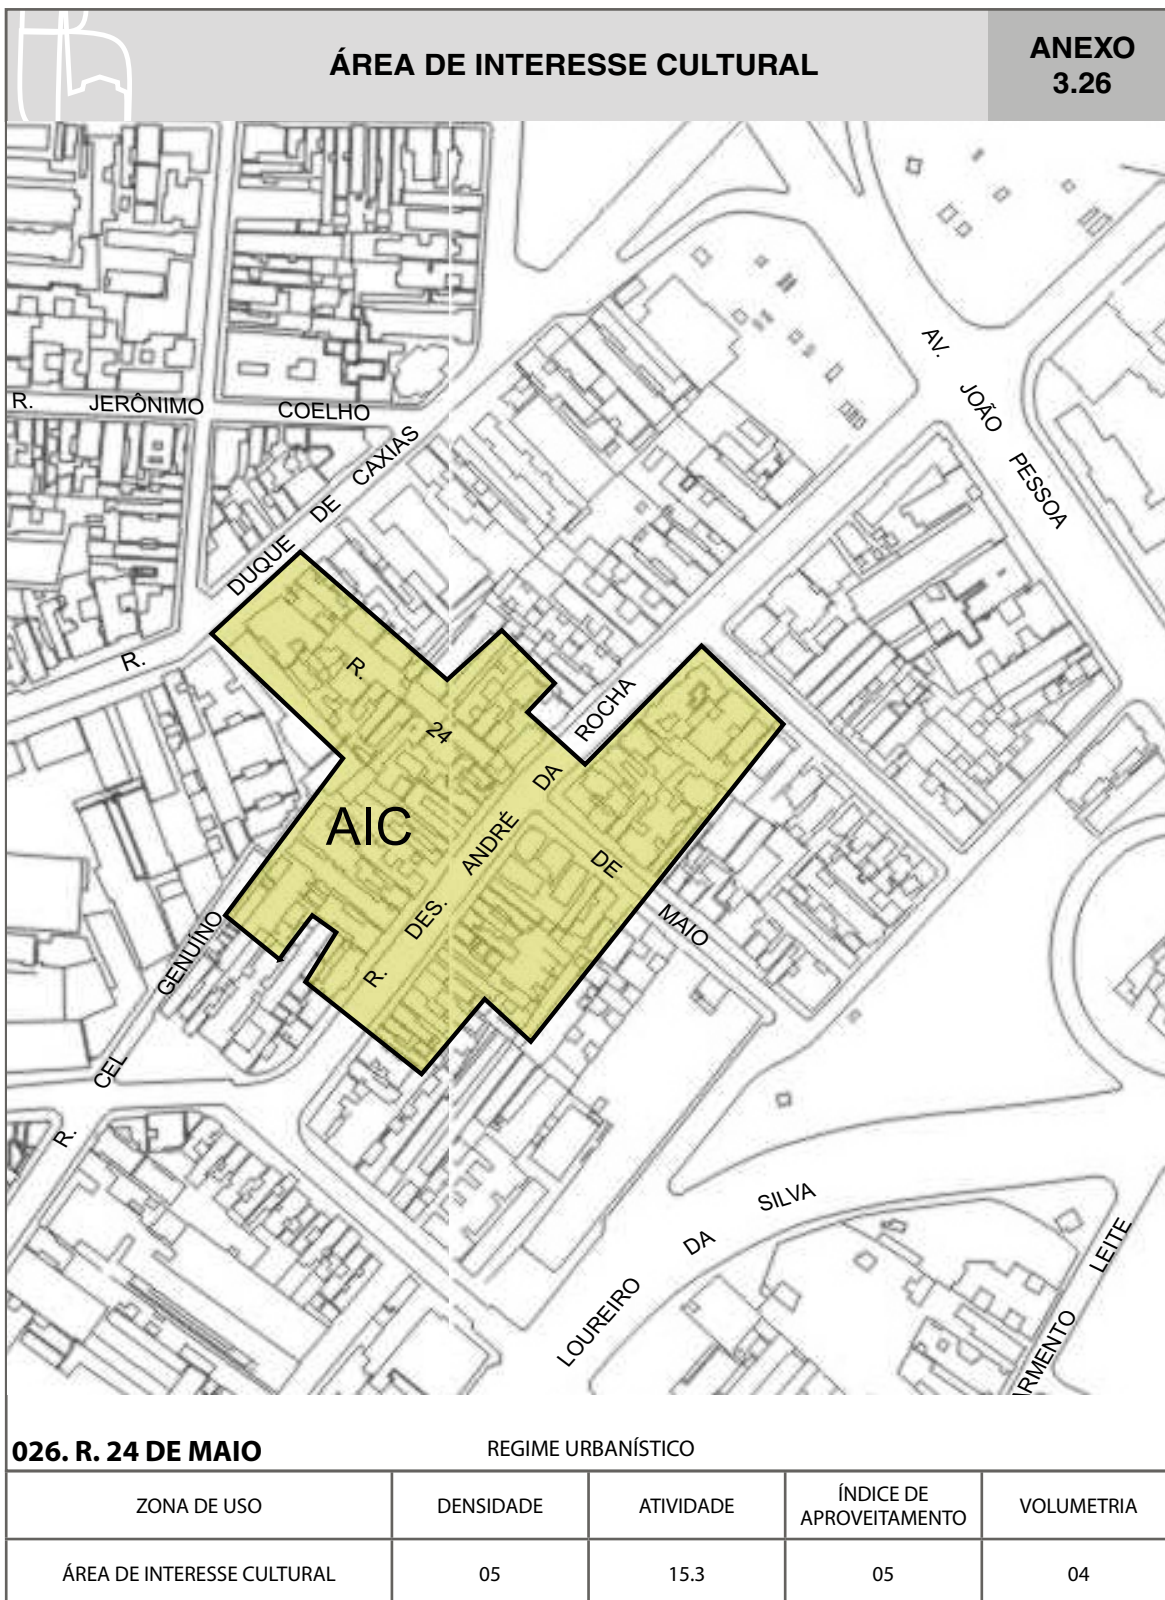 ÁREA DE INTERESSE CULTURAL
ANEXO
3.26
R. JERÔNIMO COELHO
R. DUQUE DE CAXIAS
AV. JOÃO PESSOA
R. 24 DE MAIO
R. DES. ANDRÉ DA ROCHA
AIC
R. CEL GENUINO
LOUREIRO DA SILVA
ARMENTO LEITE
026. R. 24 DE MAIO
REGIME URBANÍSTICO
ZONA DE USO
DENSIDADE
ATIVIDADE
ÍNDICE DE
APROVEITAMENTO
VOLUMETRIA
ÁREA DE INTERESSE CULTURAL
05
15.3
05
04